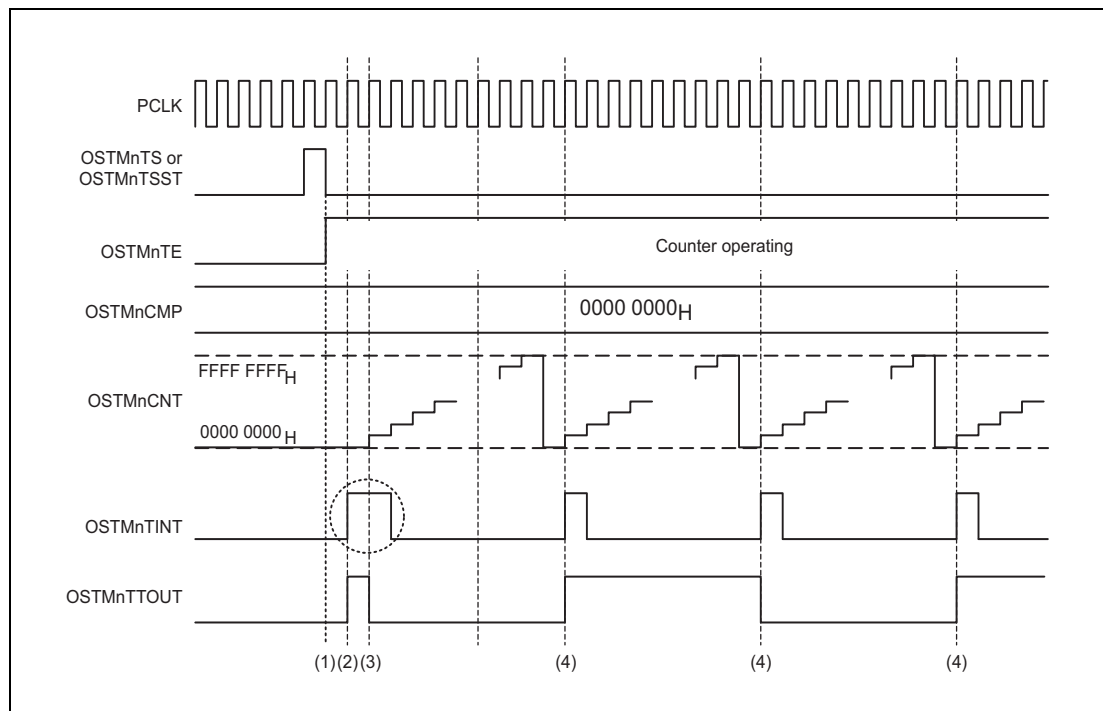 PCLK
OSTMnTS or
OSTMnTSST
OSTMnTE
Counter operating
OSTMnCMP
0000 0000H
FFFF FFFFH
OSTMnCNT
0000 0000H
OSTMnTINT
OSTMnTTOUT
(1)(2)(3) (4) (4) (4)